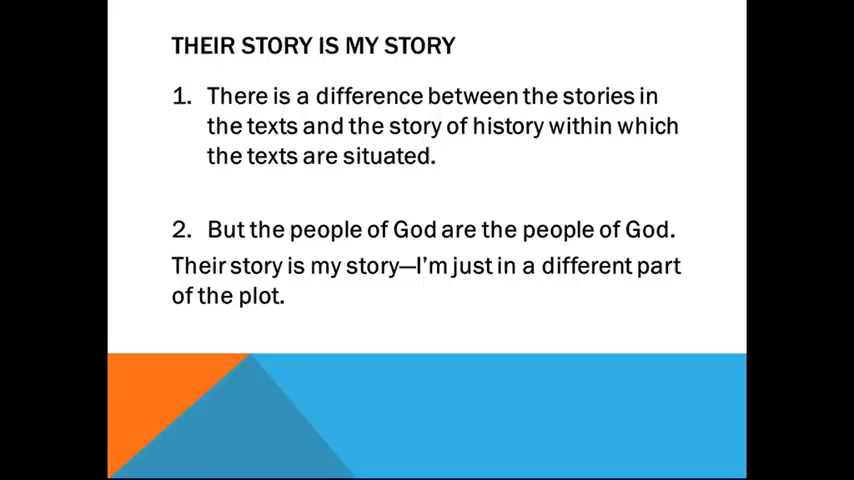 THEIR STORY IS MY STORY
1. There is a difference between the stories in
the texts and the story of history within which
the texts are situated.
2. But the people of God are the people of God.
Their story is my story—I'm just in a different part
of the plot.